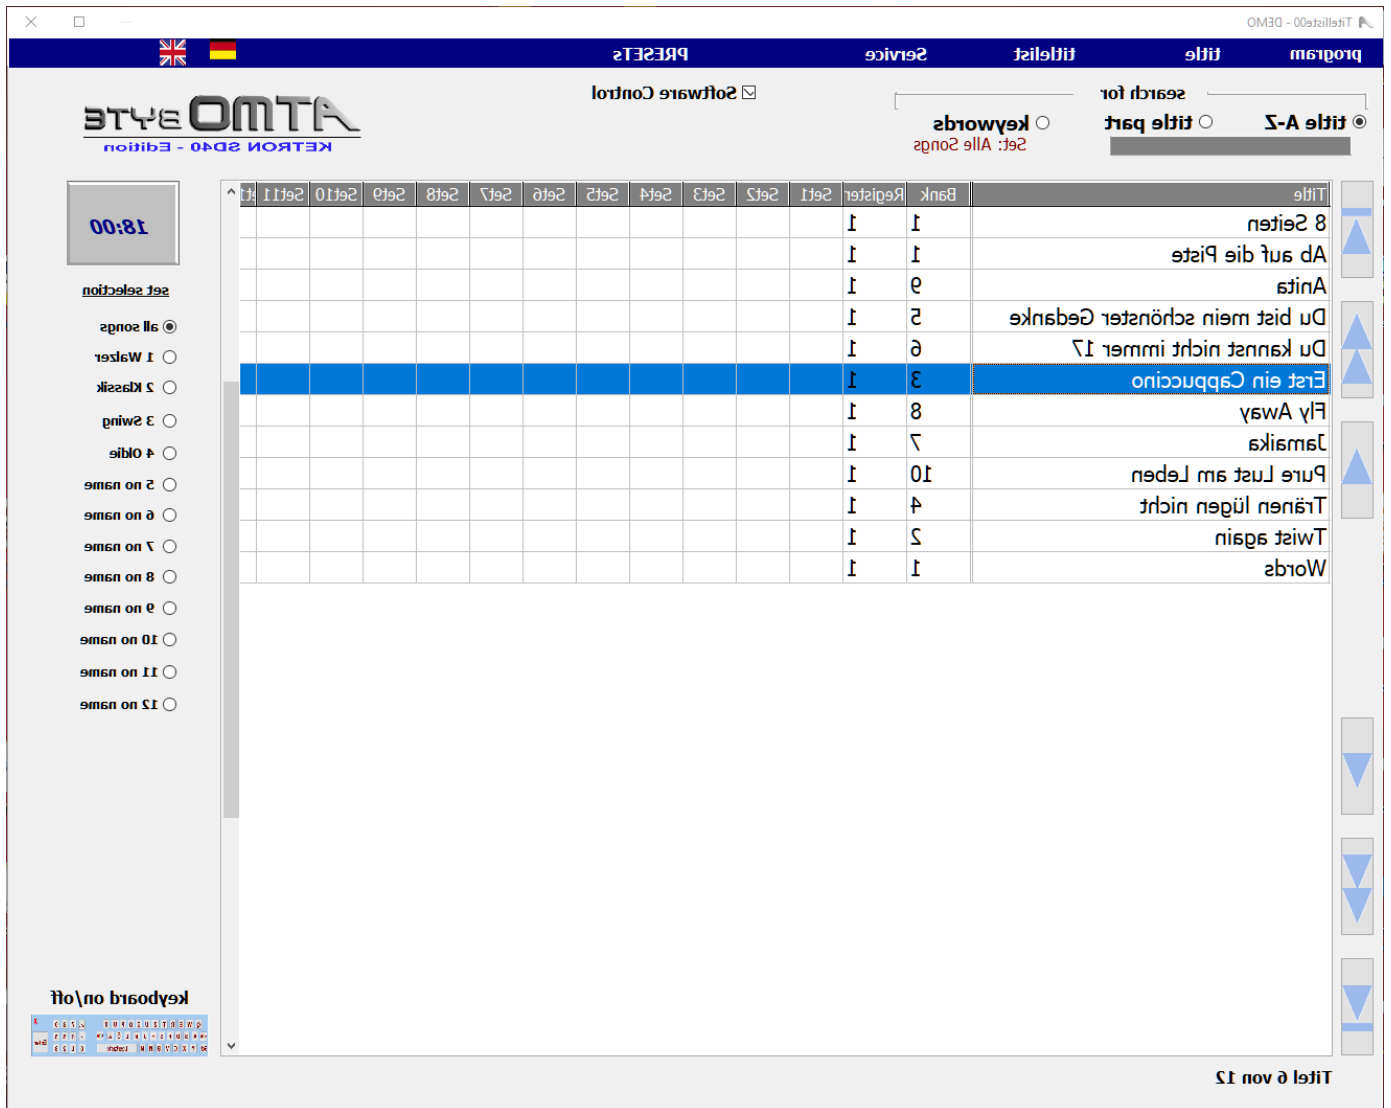 Titelliste00 - DEMO
program title titlelist Service PRESETs
search for
title A-Z title part keywords
Set: Alle Songs
Software Control
ATMO BYTE
KETRON SD40 - Edition
Title Bank Register Set1 Set2 Set3 Set4 Set5 Set6 Set7 Set8 Set9 Set10 Set11
8 Seiten 1 1
Ab auf die Piste 1 1
Anita 9 1
Du bist mein schönster Gedanke 5 1
Du kannst nicht immer 17 6 1
Erst ein Cappuccino 3 1
Fly Away 8 1
Jamaika 7 1
Pure Lust am Leben 10 1
Tränen lügen nicht 4 1
Twist again 2 1
Words 1 1
18:00
set selection
all songs
1 Walzer
2 Klassik
3 Swing
4 Oldie
5 no name
6 no name
7 no name
8 no name
9 no name
10 no name
11 no name
12 no name
keyboard on/off
Titel 6 von 12